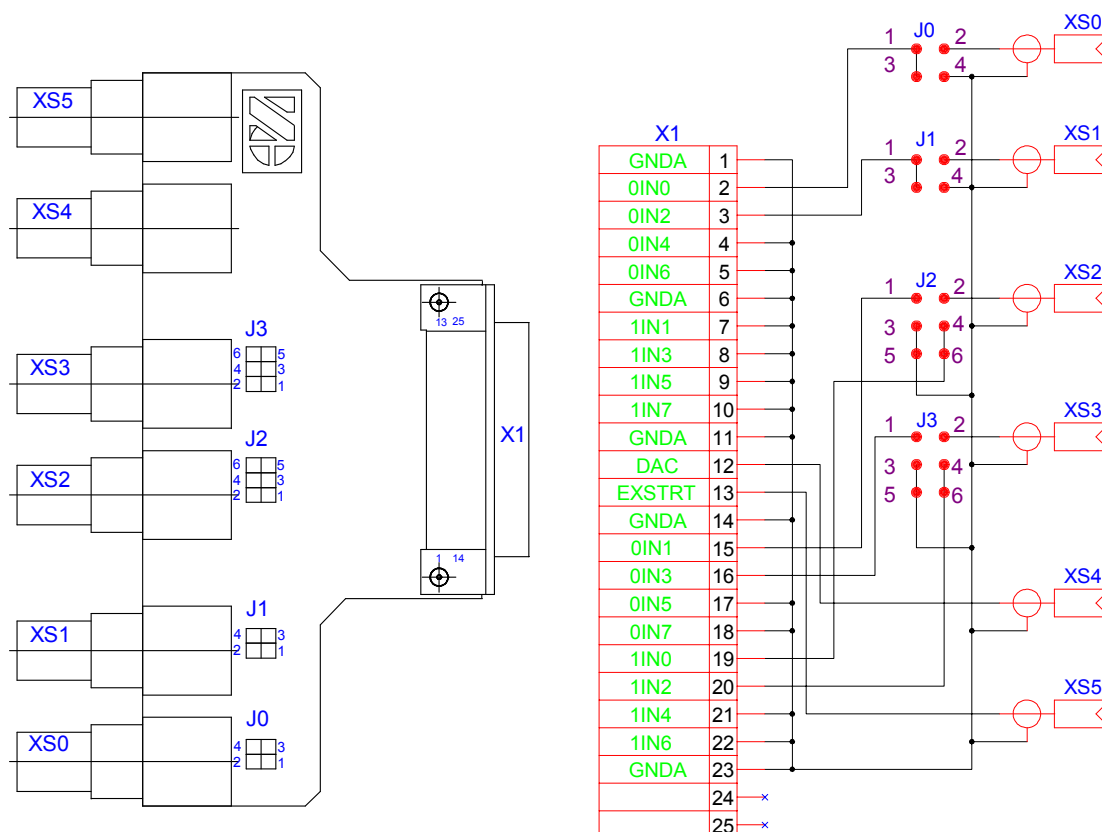 XS5
XS4
XS3
XS2
XS1
XS0
J3
6 5
4 3
2 1
J2
6 5
4 3
2 1
J1
4 3
2 1
J0
4 3
2 1
13 25
1 14
X1
X1
GNDA 1
0IN0 2
0IN2 3
0IN4 4
0IN6 5
GNDA 6
1IN1 7
1IN3 8
1IN5 9
1IN7 10
GNDA 11
DAC 12
EXSTRT 13
GNDA 14
0IN1 15
0IN3 16
0IN5 17
0IN7 18
1IN0 19
1IN2 20
1IN4 21
1IN6 22
GNDA 23
24
25
J0
1 2
3 4
XS0
J1
1 2
3 4
XS1
J2
1 2
3 4
5 6
XS2
J3
1 2
3 4
5 6
XS3
XS4
XS5